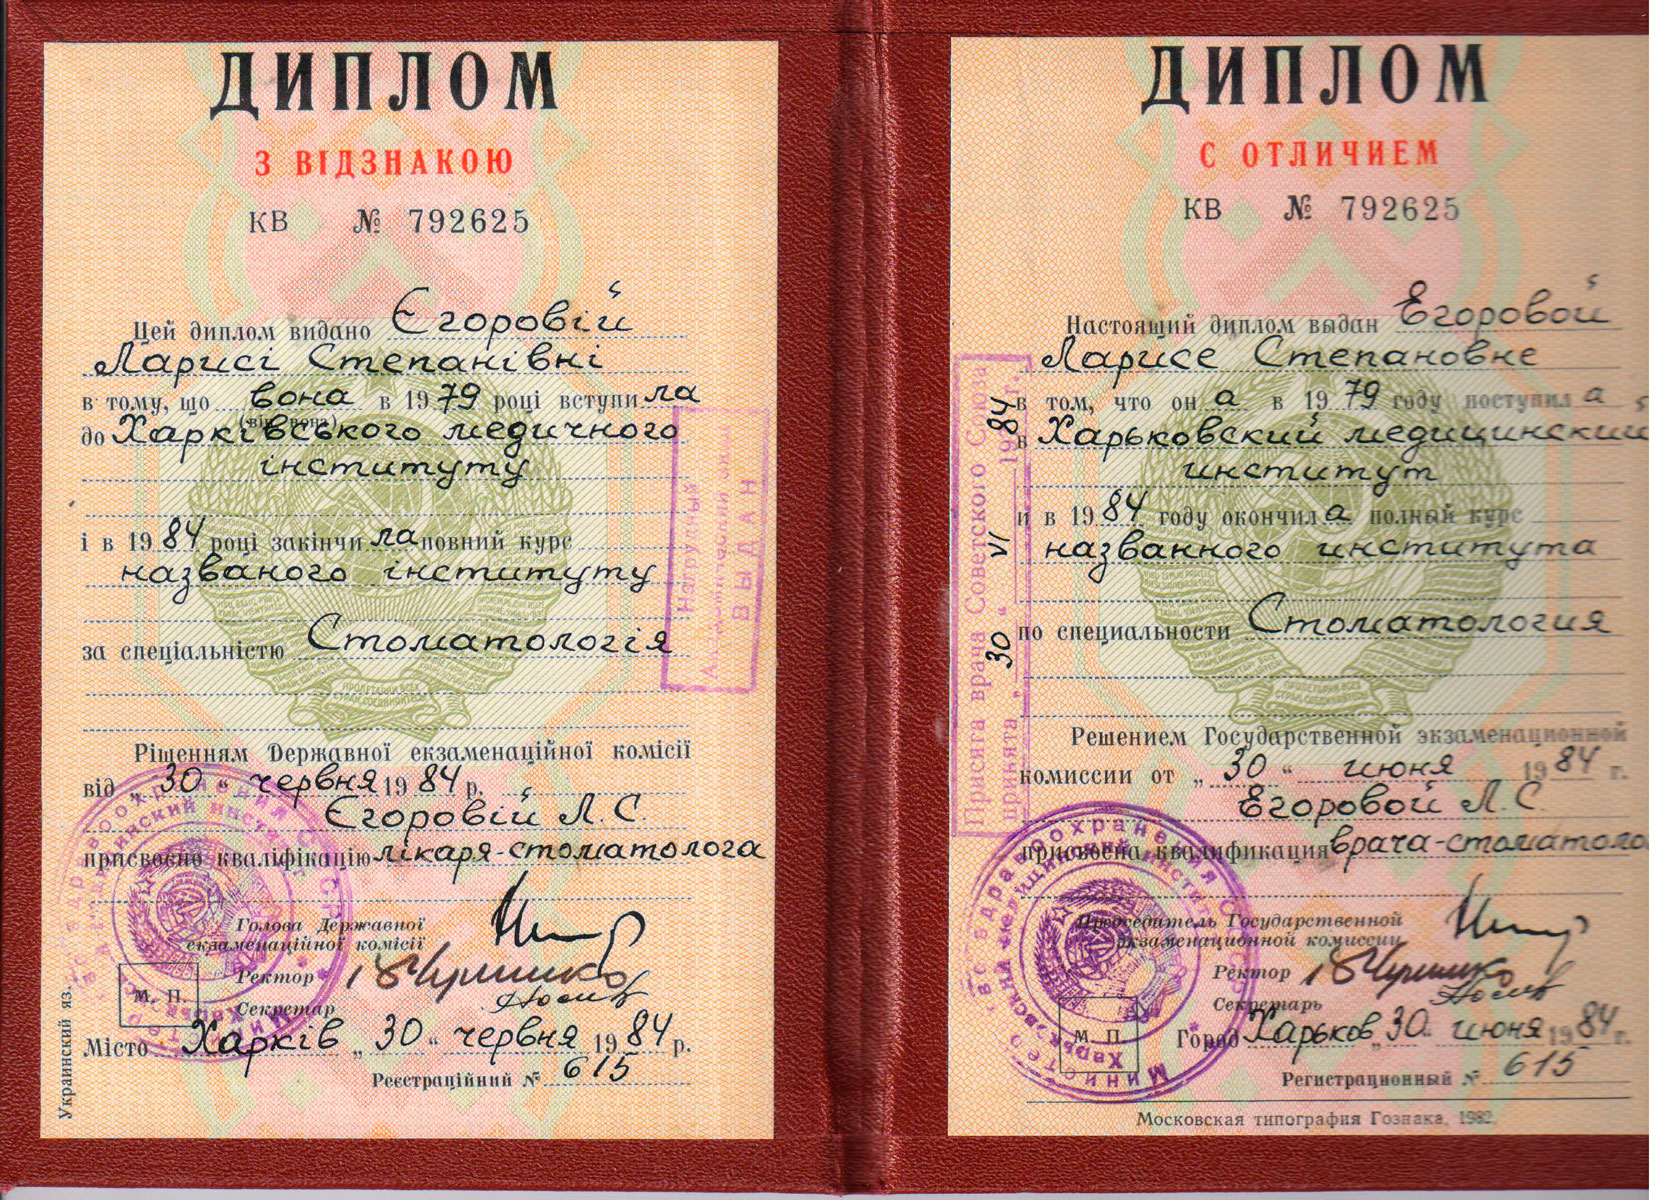 ДИПЛОМ
З ВІДЗНАКОЮ
КВ № 792625
Цей диплом видано Єгоровій
Ларисі Степанівні
в тому, що вона в 1979 році вступила
(він, вона)
до Харківського медичного
інституту
і в 1984 році закінчила повний курс
названого інституту
за спеціальністю Стоматологія
Рішенням Державної екзаменаційної комісії
від „30“ червня 1984 р.
Єгоровій Л.С.
присвоєно кваліфікацію лікаря-стоматолога
Голова Державної
екзаменаційної комісії
Ректор
Секретар
М. П.
Місто Харків „30“ червня 1984 р.
Реєстраційний № 615
Украинский яз.
Нагрудный
ВЫДАН
ДИПЛОМ
С ОТЛИЧИЕМ
КВ № 792625
Настоящий диплом выдан Егоровой
Ларисе Степановне
в том, что она в 1979 году поступила
в Харьковский медицинский
институт
и в 1984 году окончила полный курс
названного института
по специальности Стоматология
Решением Государственной экзаменационной
комиссии от „30“ июня 1984 г.
Егоровой Л.С.
присвоена квалификация врача-стоматоло
Председатель Государственной
экзаменационной комиссии
Ректор
Секретарь
М. П.
Город Харьков „30“ июня 1984 г.
Регистрационный № 615
Московская типография Гознака. 1982.
Присяга врача Советского Союза
принята „30“ VI 1984 г.